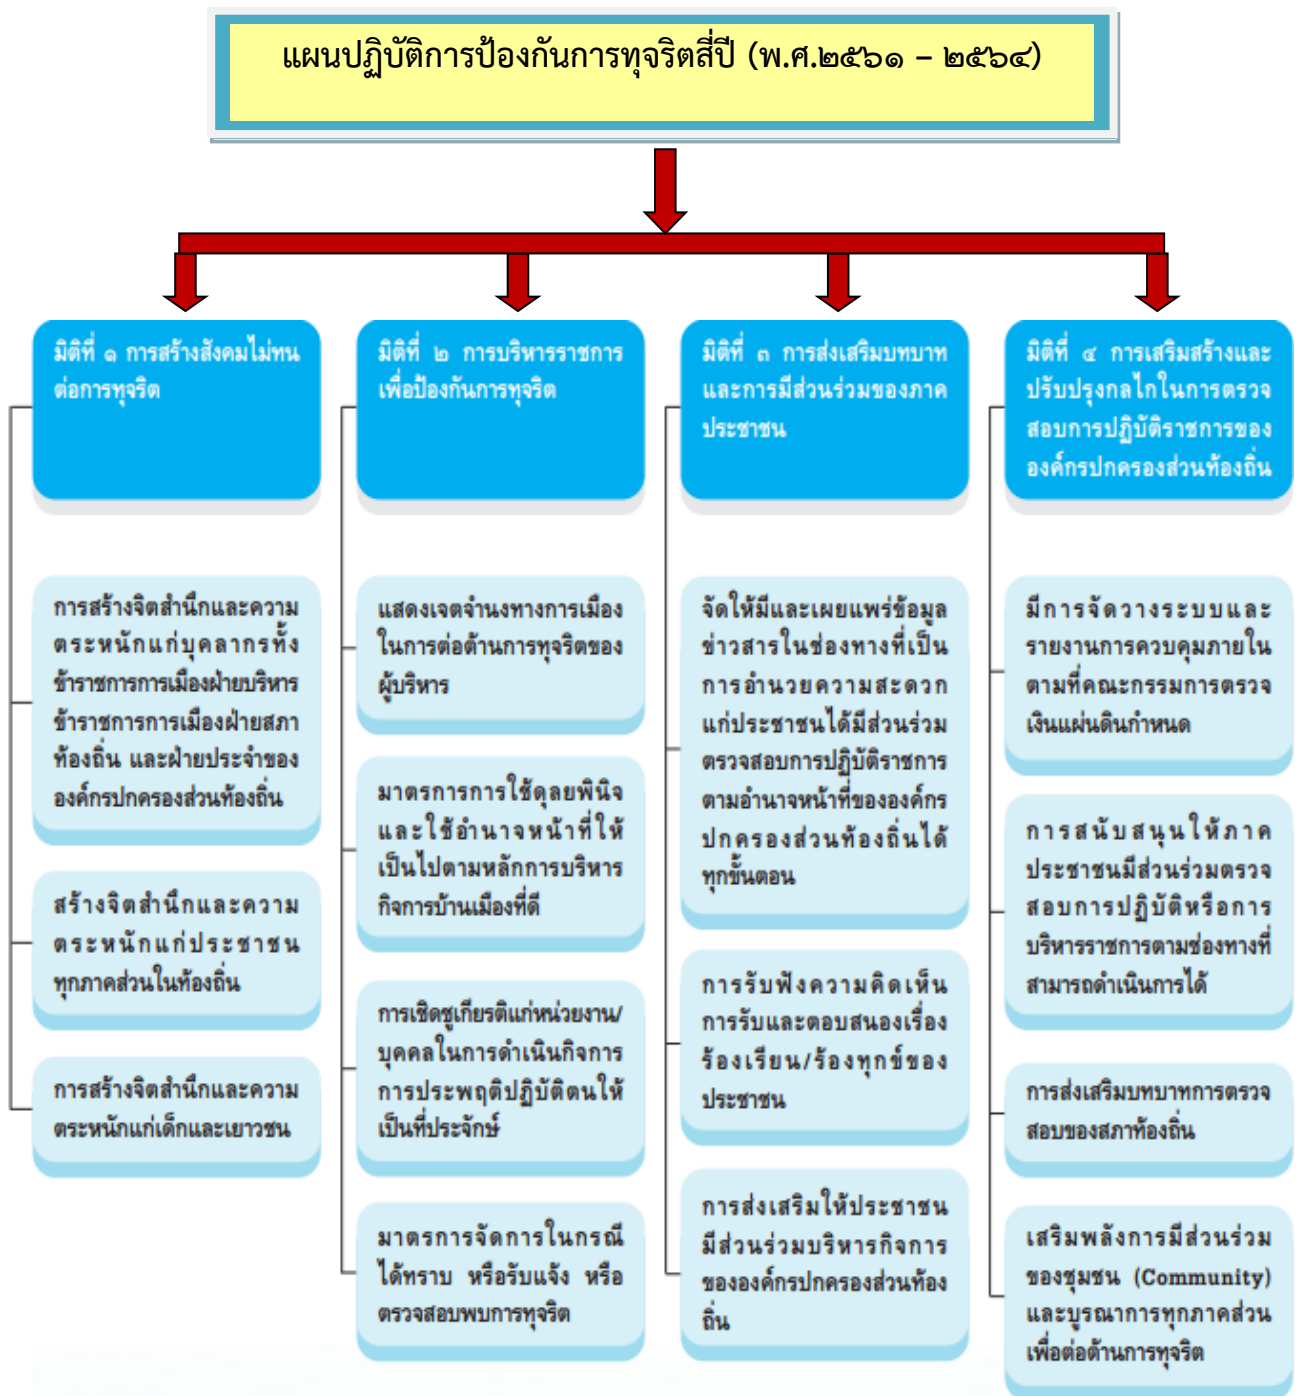 แผนปฏิบัติการป้องกันการทุจริตสี่ปี (พ.ศ.๒๕๖๑ – ๒๕๖๔)
มิติที่ ๑ การสร้างสังคมไม่ทน
ต่อการทุจริต
การสร้างจิตสำนึกและความ
ตระหนักแก่บุคลากรทั้ง
ข้าราชการการเมืองฝ่ายบริหาร
ข้าราชการการเมืองฝ่ายสภา
ท้องถิ่น และฝ่ายประจำของ
องค์กรปกครองส่วนท้องถิ่น
สร้างจิตสำนึกและความ
ตระหนักแก่ประชาชน
ทุกภาคส่วนในท้องถิ่น
การสร้างจิตสำนึกและความ
ตระหนักแก่เด็กและเยาวชน
มิติที่ ๒ การบริหารราชการ
เพื่อป้องกันการทุจริต
แสดงเจตจำนงทางการเมือง
ในการต่อต้านการทุจริตของ
ผู้บริหาร
มาตรการการใช้ดุลยพินิจ
และใช้อำนาจหน้าที่ให้
เป็นไปตามหลักการบริหาร
กิจการบ้านเมืองที่ดี
การเชิดชูเกียรติแก่หน่วยงาน/
บุคคลในการดำเนินกิจการ
การประพฤติปฏิบัติตนให้
เป็นที่ประจักษ์
มาตรการจัดการในกรณี
ได้ทราบ หรือรับแจ้ง หรือ
ตรวจสอบพบการทุจริต
มิติที่ ๓ การส่งเสริมบทบาท
และการมีส่วนร่วมของภาค
ประชาชน
จัดให้มีและเผยแพร่ข้อมูล
ข่าวสารในช่องทางที่เป็น
การอำนวยความสะดวก
แก่ประชาชนได้มีส่วนร่วม
ตรวจสอบการปฏิบัติราชการ
ตามอำนาจหน้าที่ขององค์กร
ปกครองส่วนท้องถิ่นได้
ทุกขั้นตอน
การรับฟังความคิดเห็น
การรับและตอบสนองเรื่อง
ร้องเรียน/ร้องทุกข์ของ
ประชาชน
การส่งเสริมให้ประชาชน
มีส่วนร่วมบริหารกิจการ
ขององค์กรปกครองส่วนท้อง
ถิ่น
มิติที่ ๔ การเสริมสร้างและ
ปรับปรุงกลไกในการตรวจ
สอบการปฏิบัติราชการของ
องค์กรปกครองส่วนท้องถิ่น
มีการจัดวางระบบและ
รายงานการควบคุมภายใน
ตามที่คณะกรรมการตรวจ
เงินแผ่นดินกำหนด
การสนับสนุนให้ภาค
ประชาชนมีส่วนร่วมตรวจ
สอบการปฏิบัติหรือการ
บริหารราชการตามช่องทางที่
สามารถดำเนินการได้
การส่งเสริมบทบาทการตรวจ
สอบของสภาท้องถิ่น
เสริมพลังการมีส่วนร่วม
ของชุมชน (Community)
และบูรณาการทุกภาคส่วน
เพื่อต่อต้านการทุจริต